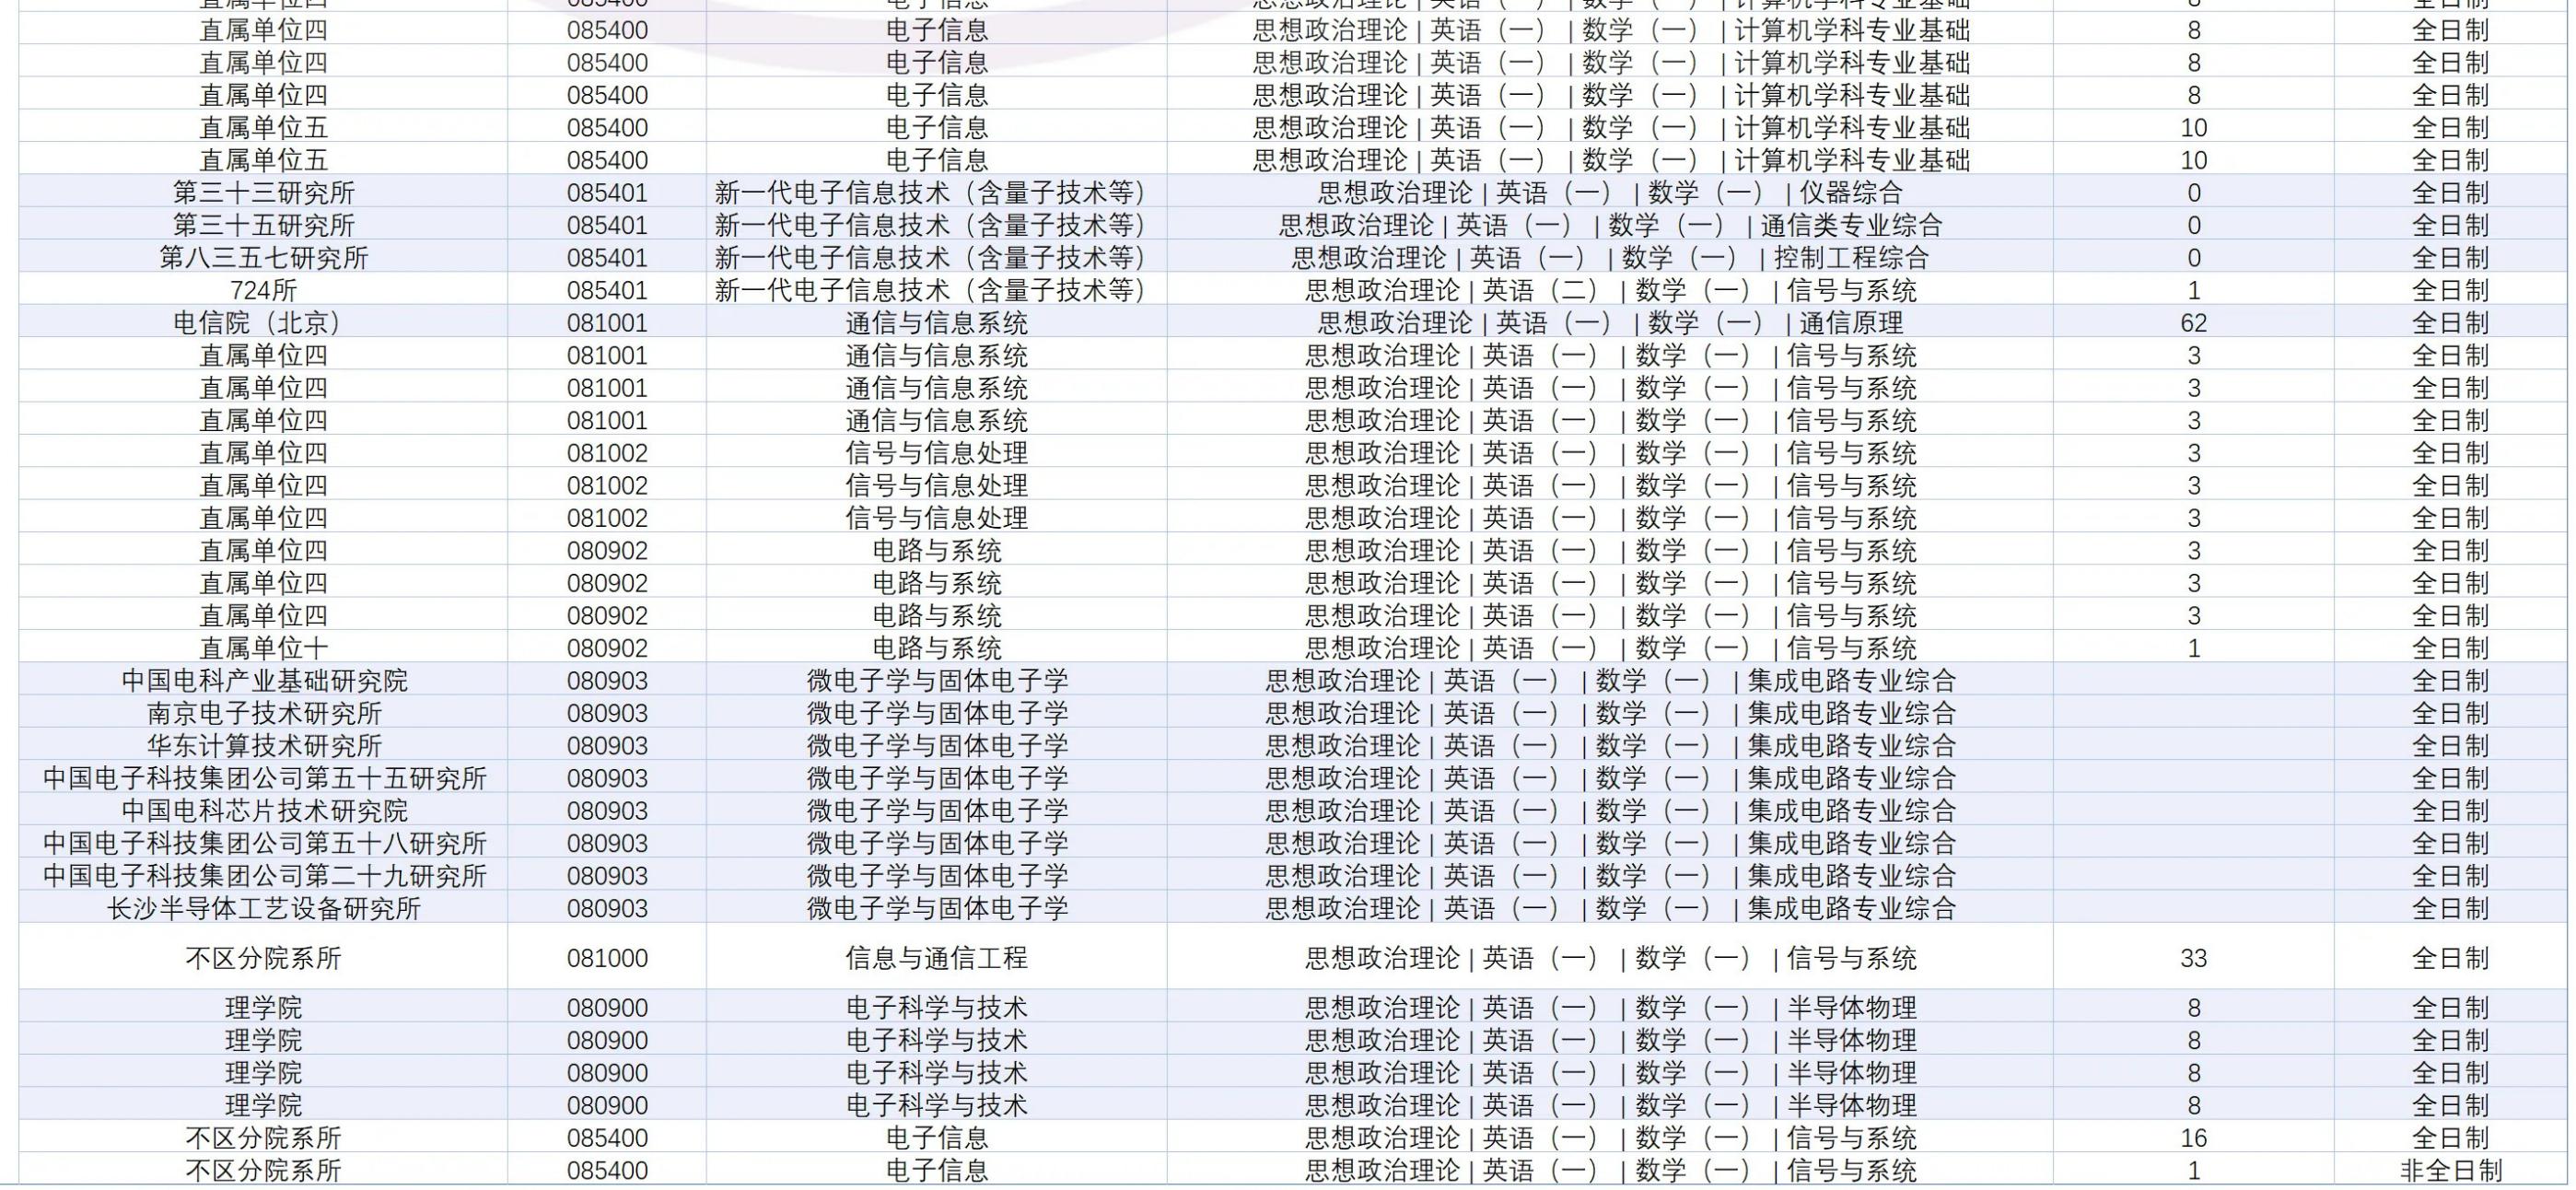 直属单位四 085400 电子信息 思想政治理论 | 英语（一） | 数学（一） | 计算机学科专业基础 8 全日制
直属单位四 085400 电子信息 思想政治理论 | 英语（一） | 数学（一） | 计算机学科专业基础 8 全日制
直属单位四 085400 电子信息 思想政治理论 | 英语（一） | 数学（一） | 计算机学科专业基础 8 全日制
直属单位四 085400 电子信息 思想政治理论 | 英语（一） | 数学（一） | 计算机学科专业基础 8 全日制
直属单位五 085400 电子信息 思想政治理论 | 英语（一） | 数学（一） | 计算机学科专业基础 10 全日制
直属单位五 085400 电子信息 思想政治理论 | 英语（一） | 数学（一） | 计算机学科专业基础 10 全日制
第三十三研究所 085401 新一代电子信息技术（含量子技术等） 思想政治理论 | 英语（一） | 数学（一） | 仪器综合 0 全日制
第三十五研究所 085401 新一代电子信息技术（含量子技术等） 思想政治理论 | 英语（一） | 数学（一） | 通信类专业综合 0 全日制
第八三五七研究所 085401 新一代电子信息技术（含量子技术等） 思想政治理论 | 英语（一） | 数学（一） | 控制工程综合 0 全日制
724所 085401 新一代电子信息技术（含量子技术等） 思想政治理论 | 英语（二） | 数学（一） | 信号与系统 1 全日制
电信院（北京） 081001 通信与信息系统 思想政治理论 | 英语（一） | 数学（一） | 通信原理 62 全日制
直属单位四 081001 通信与信息系统 思想政治理论 | 英语（一） | 数学（一） | 信号与系统 3 全日制
直属单位四 081001 通信与信息系统 思想政治理论 | 英语（一） | 数学（一） | 信号与系统 3 全日制
直属单位四 081001 通信与信息系统 思想政治理论 | 英语（一） | 数学（一） | 信号与系统 3 全日制
直属单位四 081002 信号与信息处理 思想政治理论 | 英语（一） | 数学（一） | 信号与系统 3 全日制
直属单位四 081002 信号与信息处理 思想政治理论 | 英语（一） | 数学（一） | 信号与系统 3 全日制
直属单位四 081002 信号与信息处理 思想政治理论 | 英语（一） | 数学（一） | 信号与系统 3 全日制
直属单位四 080902 电路与系统 思想政治理论 | 英语（一） | 数学（一） | 信号与系统 3 全日制
直属单位四 080902 电路与系统 思想政治理论 | 英语（一） | 数学（一） | 信号与系统 3 全日制
直属单位四 080902 电路与系统 思想政治理论 | 英语（一） | 数学（一） | 信号与系统 3 全日制
直属单位十 080902 电路与系统 思想政治理论 | 英语（一） | 数学（一） | 信号与系统 1 全日制
中国电科产业基础研究院 080903 微电子学与固体电子学 思想政治理论 | 英语（一） | 数学（一） | 集成电路专业综合 全日制
南京电子技术研究所 080903 微电子学与固体电子学 思想政治理论 | 英语（一） | 数学（一） | 集成电路专业综合 全日制
华东计算技术研究所 080903 微电子学与固体电子学 思想政治理论 | 英语（一） | 数学（一） | 集成电路专业综合 全日制
中国电子科技集团公司第五十五研究所 080903 微电子学与固体电子学 思想政治理论 | 英语（一） | 数学（一） | 集成电路专业综合 全日制
中国电科芯片技术研究院 080903 微电子学与固体电子学 思想政治理论 | 英语（一） | 数学（一） | 集成电路专业综合 全日制
中国电子科技集团公司第五十八研究所 080903 微电子学与固体电子学 思想政治理论 | 英语（一） | 数学（一） | 集成电路专业综合 全日制
中国电子科技集团公司第二十九研究所 080903 微电子学与固体电子学 思想政治理论 | 英语（一） | 数学（一） | 集成电路专业综合 全日制
长沙半导体工艺设备研究所 080903 微电子学与固体电子学 思想政治理论 | 英语（一） | 数学（一） | 集成电路专业综合 全日制
不区分院系所 081000 信息与通信工程 思想政治理论 | 英语（一） | 数学（一） | 信号与系统 33 全日制
理学院 080900 电子科学与技术 思想政治理论 | 英语（一） | 数学（一） | 半导体物理 8 全日制
理学院 080900 电子科学与技术 思想政治理论 | 英语（一） | 数学（一） | 半导体物理 8 全日制
理学院 080900 电子科学与技术 思想政治理论 | 英语（一） | 数学（一） | 半导体物理 8 全日制
理学院 080900 电子科学与技术 思想政治理论 | 英语（一） | 数学（一） | 半导体物理 8 全日制
不区分院系所 085400 电子信息 思想政治理论 | 英语（一） | 数学（一） | 信号与系统 16 全日制
不区分院系所 085400 电子信息 思想政治理论 | 英语（一） | 数学（一） | 信号与系统 1 非全日制